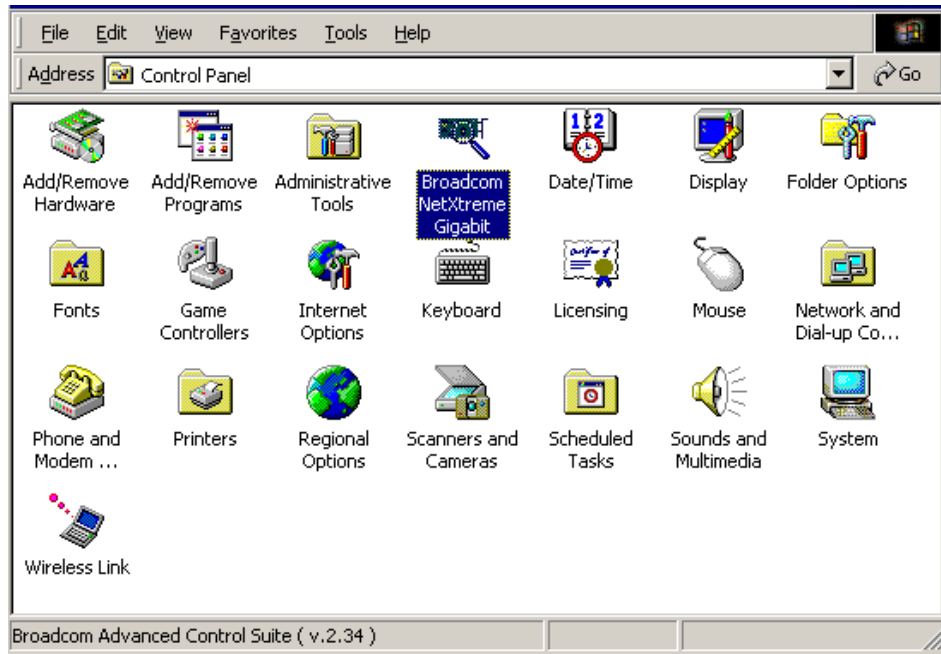 File Edit View Favorites Tools Help
Address Control Panel Go
Add/Remove Hardware
Add/Remove Programs
Administrative Tools
Broadcom NetXtreme Gigabit
Date/Time
Display
Folder Options
Fonts
Game Controllers
Internet Options
Keyboard
Licensing
Mouse
Network and Dial-up Co...
Phone and Modem ...
Printers
Regional Options
Scanners and Cameras
Scheduled Tasks
Sounds and Multimedia
System
Wireless Link
Broadcom Advanced Control Suite ( v.2.34 )